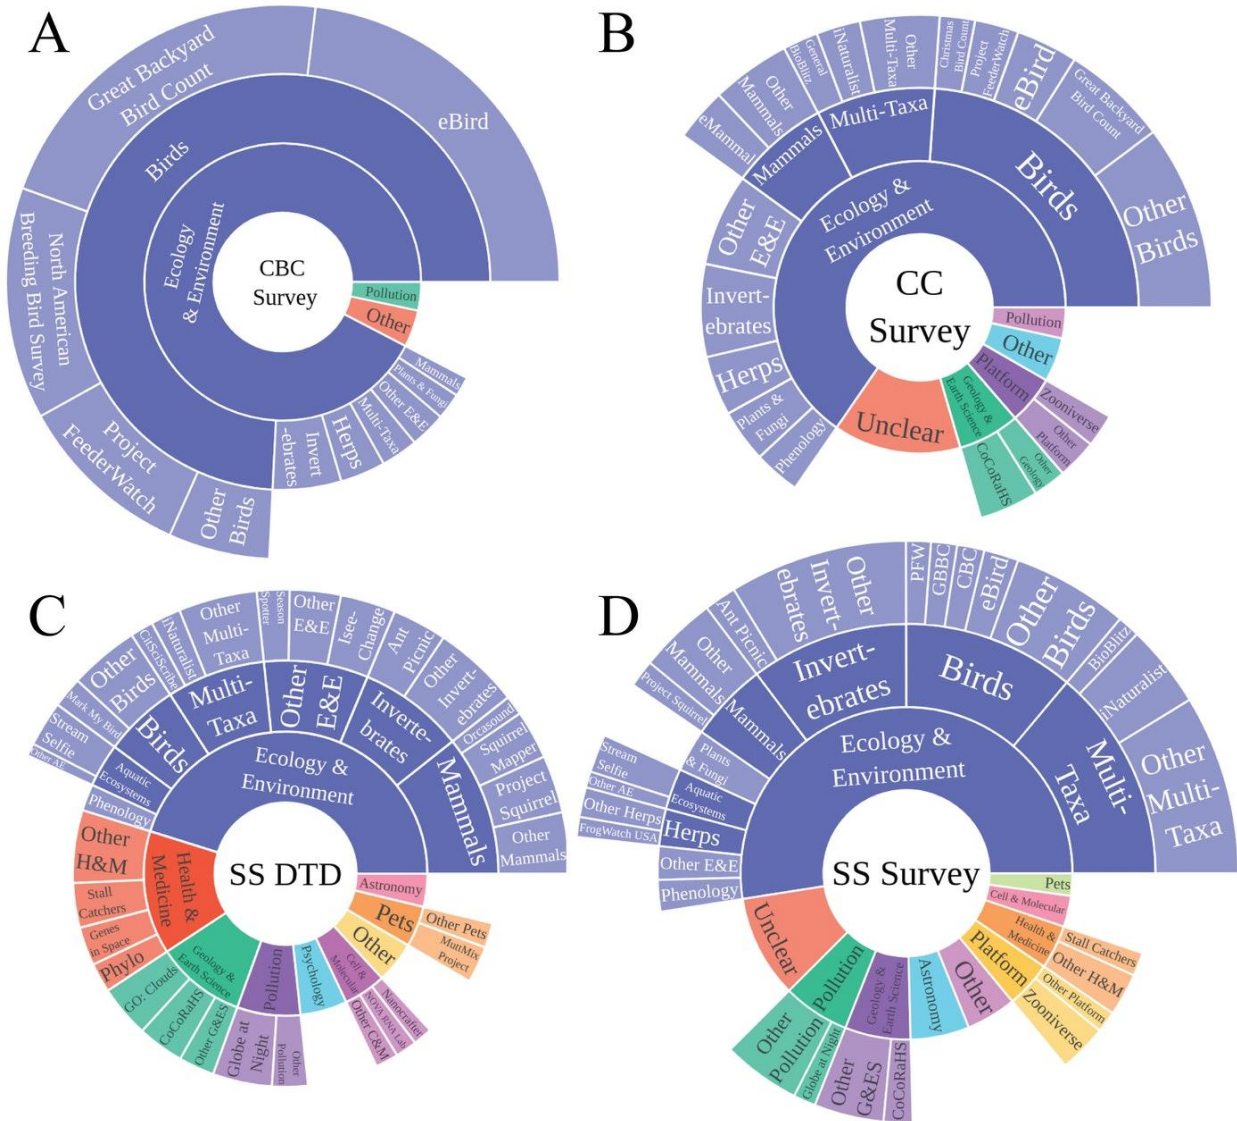 A
Great Backyard
Bird Count
eBird
Birds
Ecology
& Environment
CBC
Survey
Pollution
Other
North American
Breeding Bird Survey
Project
FeederWatch
Other
Birds
Invert
-ebrates
Herps
Multi-Taxa
Other E&E
Plants & Fungi
Mammals
B
eMammal
Other
Mammals
General
BioBlitz
iNaturalist
Other
Multi-Taxa
Christmas
Bird Count
Project
FeederWatch
eBird
Great Backyard
Bird Count
Other
Birds
Mammals
Multi-Taxa
Birds
Ecology &
Environment
CC
Survey
Other
E&E
Invert-
ebrates
Herps
Plants &
Fungi
Phenology
Unclear
Geology &
Earth Science
Platform
Other
Pollution
CoCoRaHS
Other
Geology
Other
Platform
Zooniverse
C
Other AE
Stream
Selfie
Mark My Bird
Other
Birds
CitSciScribe
iNaturalist
Other
Multi-
Taxa
Season
Spotter
Other
E&E
Isee-
Change
Ant
Picnic
Other
Invert-
ebrates
Orcasound
Squirrel
Mapper
Project
Squirrel
Other
Mammals
Phenology
Aquatic
Ecosystems
Birds
Multi-
Taxa
Other
E&E
Inverte-
brates
Mammals
Ecology &
Environment
SS DTD
Health &
Medicine
Other
H&M
Stall
Catchers
Genes
in Space
Phylo
Geology &
Earth Science
GO: Clouds
CoCoRaHS
Other G&ES
Pollution
Globe at
Night
Other
Pollution
Psychology
Cell &
Molecular
Other C&M
NOVA RNA Lab
Nanocrafter
Other
Pets
MuttMix
Project
Other Pets
Astronomy
D
Project Squirrel
Other
Mammals
Ant Picnic
Other
Invert-
ebrates
PFW
GBBC
CBC
eBird
Other
Birds
BioBlitz
iNaturalist
Other
Multi-
Taxa
Mammals
Invert-
ebrates
Birds
Multi-
Taxa
Ecology &
Environment
SS Survey
Plants
& Fungi
Aquatic
Ecosystems
Stream
Selfie
Other AE
Herps
Other Herps
FrogWatch USA
Other E&E
Phenology
Unclear
Pollution
Other
Pollution
Globe at Night
Geology &
Earth Science
Other
G&ES
CoCoRaHS
Astronomy
Other
Platform
Zooniverse
Other Platform
Health &
Medicine
Other H&M
Stall Catchers
Cell & Molecular
Pets